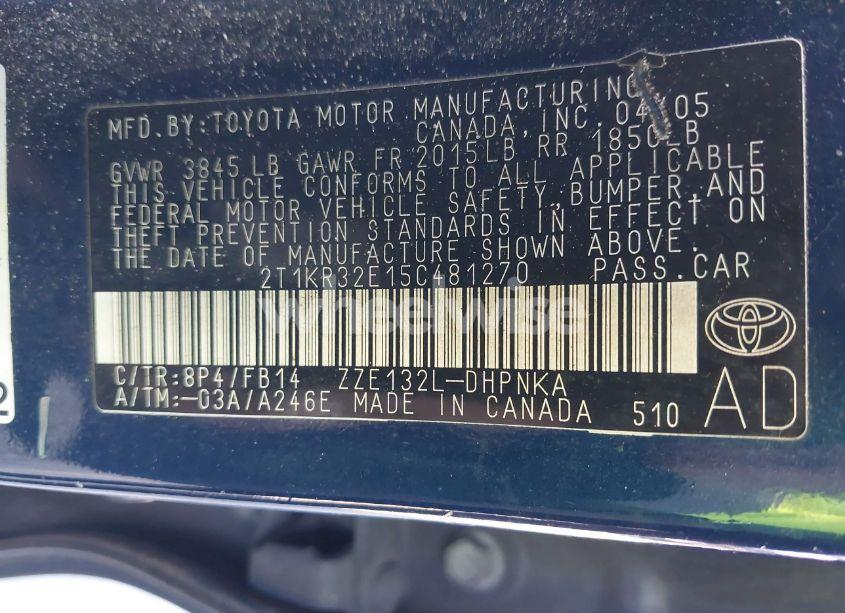 MFD. BY: TOYOTA MOTOR MANUFACTURING
CANADA, INC. 04/05
GVWR 3845 LB GAWR FR 2015LB RR 1850LB
THIS VEHICLE CONFORMS TO ALL APPLICABLE
FEDERAL MOTOR VEHICLE SAFETY, BUMPER, AND
THEFT PREVENTION STANDARDS IN EFFECT ON
THE DATE OF MANUFACTURE SHOWN ABOVE.
2T1KR32E15C481270 PASS. CAR
wheelwise
C/TR: 8P4/FB14 ZZE132L-DHPNKA
A/TM:-03A/A246E MADE IN CANADA 510
AD
2